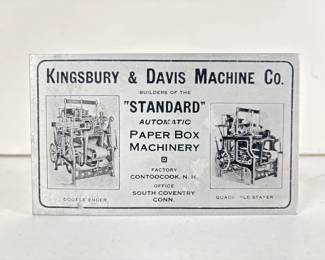 KINGSBURY & DAVIS MACHINE CO.
BUILDERS OF THE
"STANDARD"
AUTOMATIC
PAPER BOX
MACHINERY
FACTORY
CONTOOCOOK, N. H.
OFFICE
SOUTH COVENTRY
CONN.
DOUBLE ENDER
STAYER